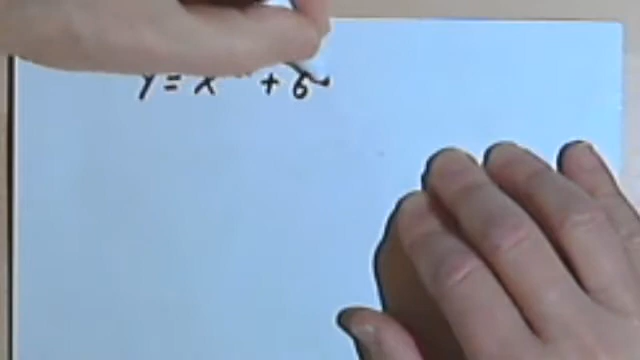 y = x + 6